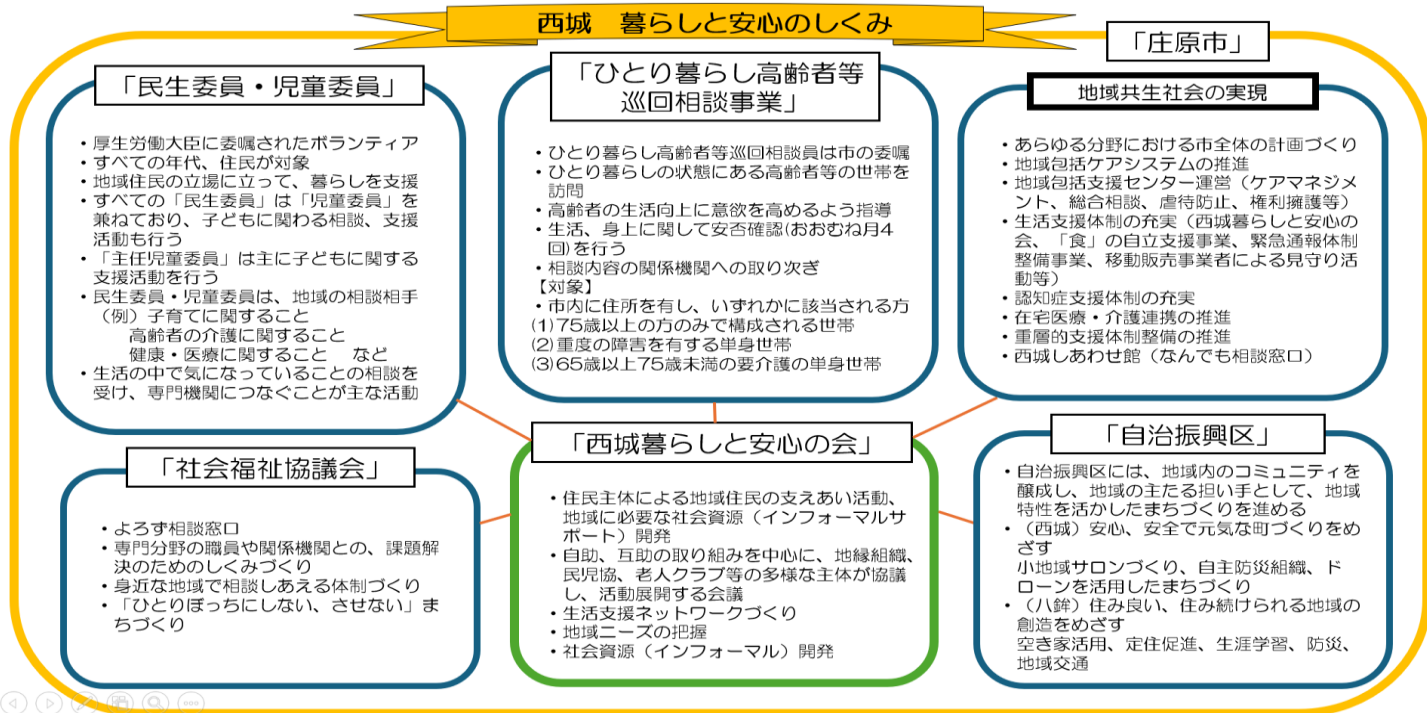 西城 暮らしと安心のしくみ
「庄原市」
「民生委員・児童委員」
・厚生労働大臣に委嘱されたボランティア
・すべての年代、住民が対象
・地域住民の立場に立って、暮らしを支援
・すべての「民生委員」は「児童委員」を
兼ねており、子どもに関わる相談、支援
活動も行う
・「主任児童委員」は主に子どもに関する
支援活動を行う
・民生委員・児童委員は、地域の相談相手
（例）子育てに関すること
高齢者の介護に関すること
健康・医療に関すること など
・生活の中で気になっていることの相談を
受け、専門機関につなぐことが主な活動
「ひとり暮らし高齢者等
巡回相談事業」
・ひとり暮らし高齢者等巡回相談員は市の委嘱
・ひとり暮らしの状態にある高齢者等の世帯を
訪問
・高齢者の生活向上に意欲を高めるよう指導
・生活、身上に関して安否確認(おおむね月4
回)を行う
・相談内容の関係機関への取り次ぎ
【対象】
・市内に住所を有し、いずれかに該当される方
(1)75歳以上の方のみで構成される世帯
(2)重度の障害を有する単身世帯
(3)65歳以上75歳未満の要介護の単身世帯
地域共生社会の実現
・あらゆる分野における市全体の計画づくり
・地域包括ケアシステムの推進
・地域包括支援センター運営（ケアマネジメ
ント、総合相談、虐待防止、権利擁護等）
・生活支援体制の充実（西城暮らしと安心の
会、「食」の自立支援事業、緊急通報体制
整備事業、移動販売事業者による見守り活
動等）
・認知症支援体制の充実
・在宅医療・介護連携の推進
・重層的支援体制整備の推進
・西城しあわせ館（なんでも相談窓口）
「社会福祉協議会」
・よろず相談窓口
・専門分野の職員や関係機関との、課題解
決のためのしくみづくり
・身近な地域で相談しあえる体制づくり
・「ひとりぼっちにしない、させない」ま
ちづくり
「西城暮らしと安心の会」
・住民主体による地域住民の支えあい活動、
地域に必要な社会資源（インフォーマルサ
ポート）開発
・自助、互助の取り組みを中心に、地縁組織、
民児協、老人クラブ等の多様な主体が協議
し、活動展開する会議
・生活支援ネットワークづくり
・地域ニーズの把握
・社会資源（インフォーマル）開発
「自治振興区」
・自治振興区には、地域内のコミュニティを
醸成し、地域の主たる担い手として、地域
特性を活かしたまちづくりを進める
・（西城）安心、安全で元気な町づくりをめ
ざす
小地域サロンづくり、自主防災組織、ド
ローンを活用したまちづくり
・（八鉾）住み良い、住み続けられる地域の
創造をめざす
空き家活用、定住促進、生涯学習、防災、
地域交通